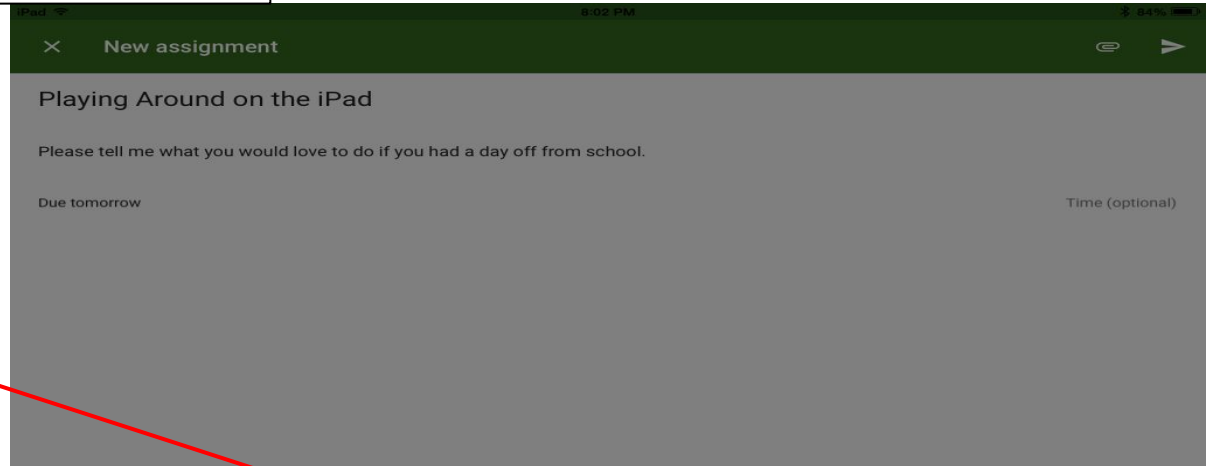 iPad 8:02 PM 84%
New assignment
Playing Around on the iPad
Please tell me what you would love to do if you had a day off from school.
Due tomorrow Time (optional)